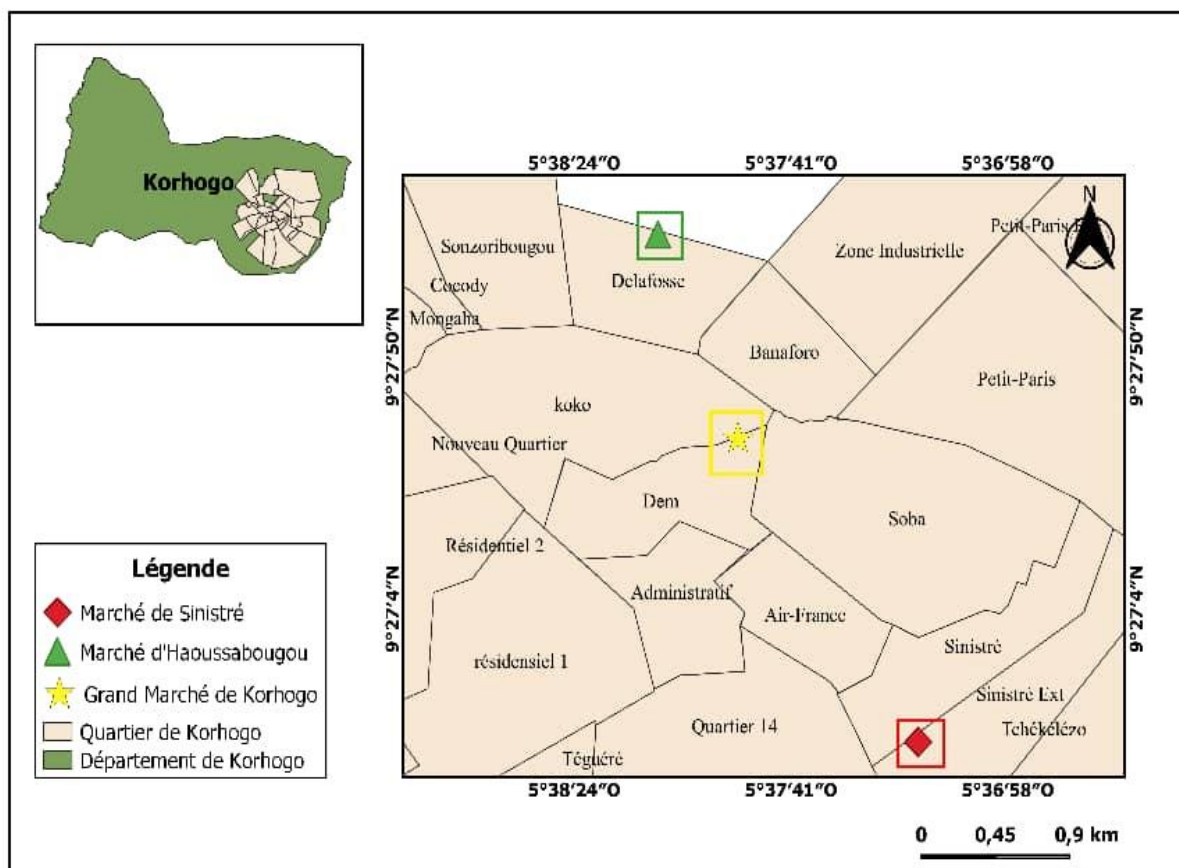 Korhogo
5°38'24"O
5°37'41"O
5°36'58"O
N
Petit-Paris
Sonzoribougou
Zone Industrielle
Delafosse
Cocody
Mongaha
9°27'50"N
9°27'50"N
Banaforo
Petit-Paris
koko
Nouveau Quartier
Dem
Soba
Résidentiel 2
9°27'4"N
9°27'4"N
Administratif
Air-France
Sinistré
résidensiel 1
Sinistré Ext
Quartier 14
Tchékélézo
Téguéré
5°38'24"O
5°37'41"O
5°36'58"O
Légende
Marché de Sinistré
Marché d'Haoussabougou
Grand Marché de Korhogo
Quartier de Korhogo
Département de Korhogo
0 0,45 0,9 km